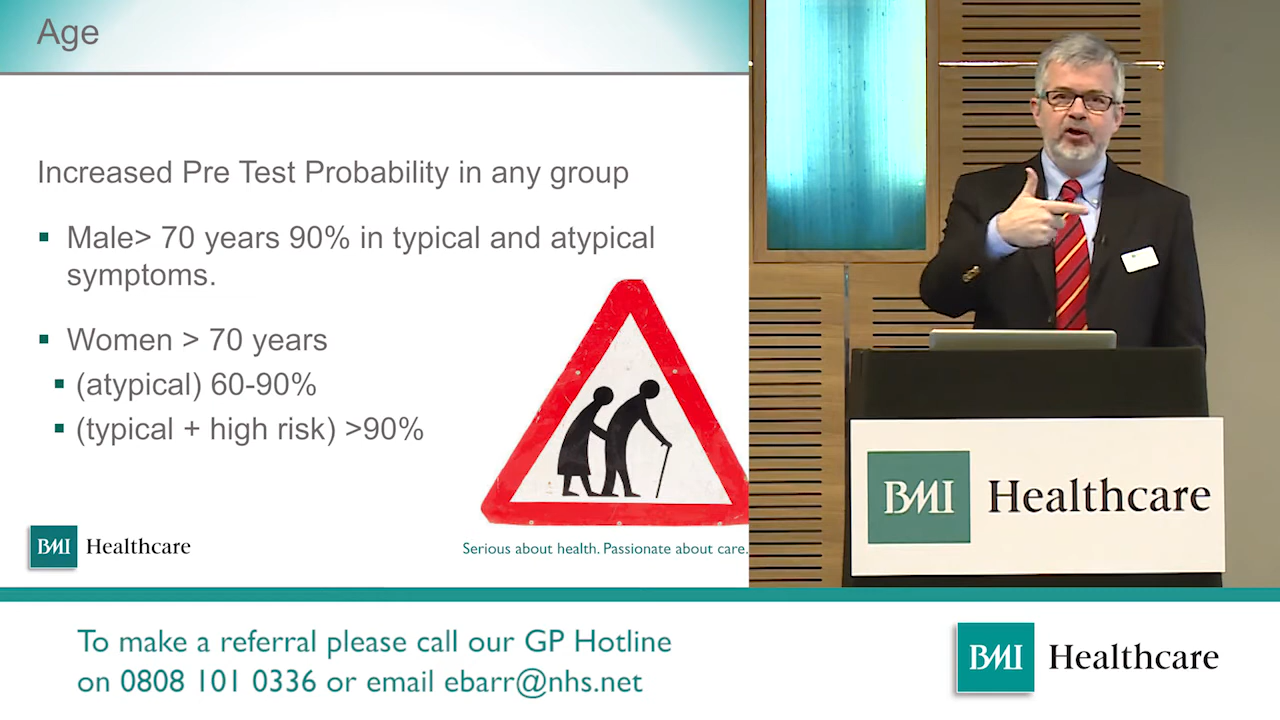 Age
Increased Pre Test Probability in any group
▪ Male> 70 years 90% in typical and atypical
symptoms.
▪ Women > 70 years
▪ (atypical) 60-90%
▪ (typical + high risk) >90%
BMI Healthcare
Serious about health. Passionate about care.
BMI Healthcare
To make a referral please call our GP Hotline
on 0808 101 0336 or email ebarr@nhs.net
BMI Healthcare